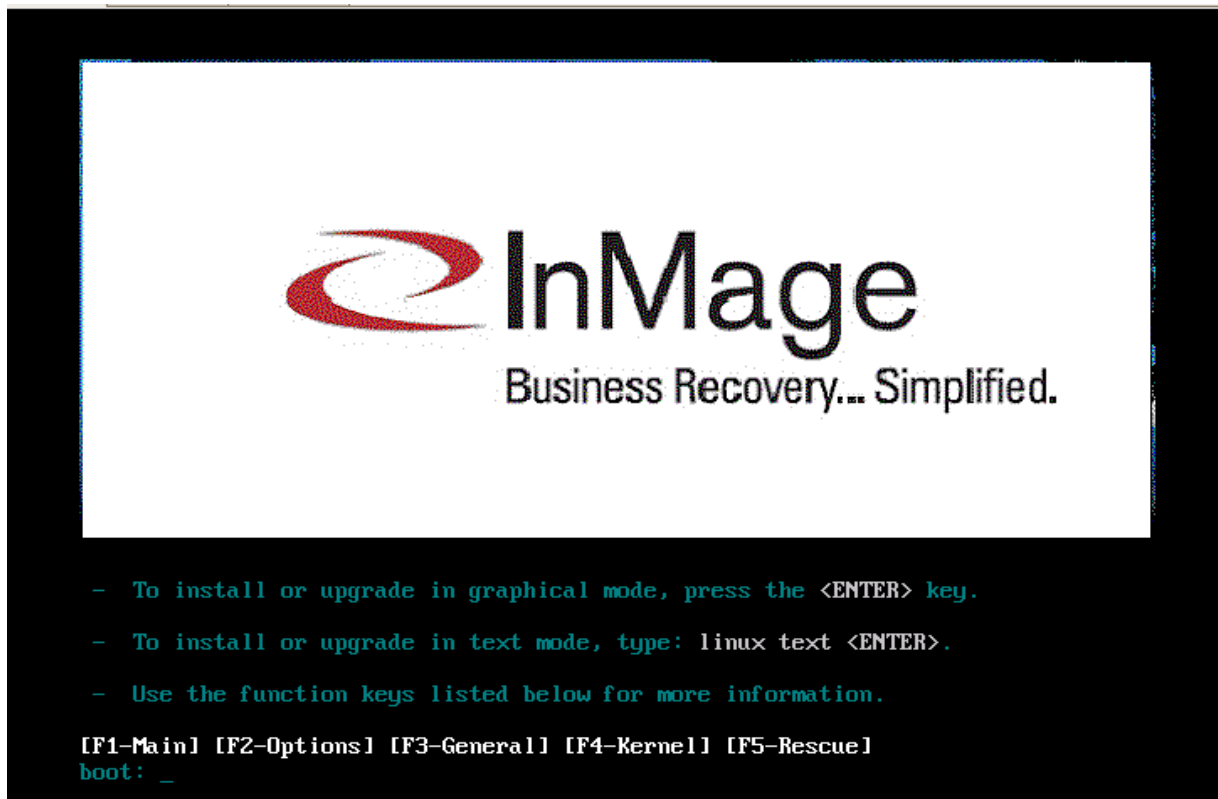 InMage
Business Recovery... Simplified.
- To install or upgrade in graphical mode, press the <ENTER> key.
- To install or upgrade in text mode, type: linux text <ENTER>.
- Use the function keys listed below for more information.
[F1-Main] [F2-Options] [F3-General] [F4-Kernel] [F5-Rescue]
boot: _